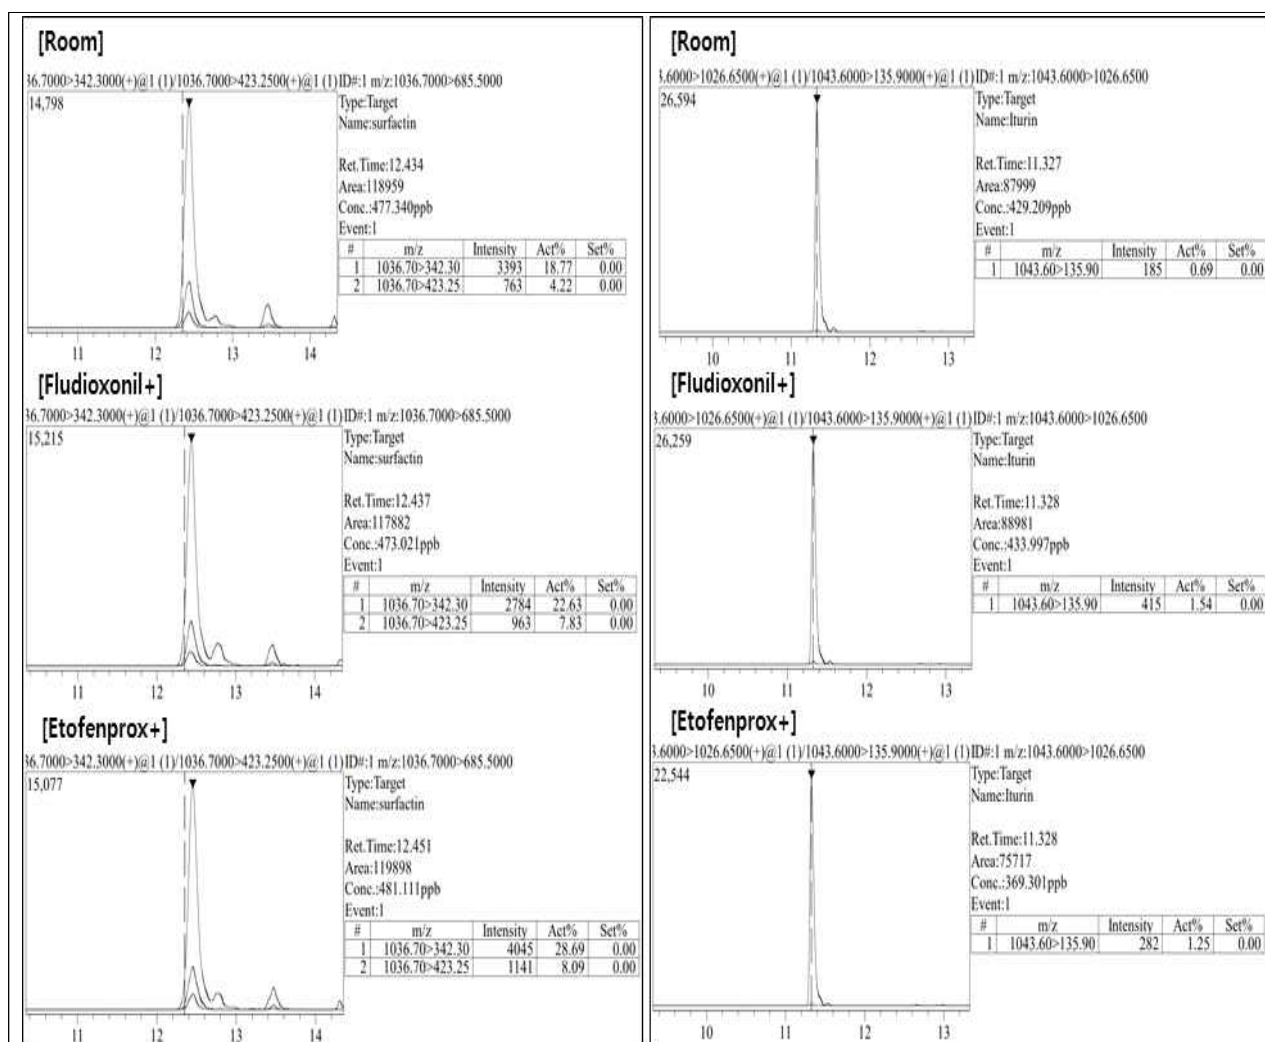 [Room]
36.7000>342.3000(+)@1 (1)/1036.7000>423.2500(+)@1 (1) ID#:1 m/z:1036.7000>685.5000
14,798
Type:Target
Name:surfactin
Ret.Time:12.434
Area:118959
Conc.:477.340ppb
Event:1
# m/z Intensity Act% Set%
1 1036.70>342.30 3393 18.77 0.00
2 1036.70>423.25 763 4.22 0.00
11 12 13 14
[Fludioxonil+]
36.7000>342.3000(+)@1 (1)/1036.7000>423.2500(+)@1 (1) ID#:1 m/z:1036.7000>685.5000
15,215
Type:Target
Name:surfactin
Ret.Time:12.437
Area:117882
Conc.:473.021ppb
Event:1
# m/z Intensity Act% Set%
1 1036.70>342.30 2784 22.63 0.00
2 1036.70>423.25 963 7.83 0.00
11 12 13 14
[Etofenprox+]
36.7000>342.3000(+)@1 (1)/1036.7000>423.2500(+)@1 (1) ID#:1 m/z:1036.7000>685.5000
15,077
Type:Target
Name:surfactin
Ret.Time:12.451
Area:119898
Conc.:481.111ppb
Event:1
# m/z Intensity Act% Set%
1 1036.70>342.30 4045 28.69 0.00
2 1036.70>423.25 1141 8.09 0.00
11 12 13 14
[Room]
3.6000>1026.6500(+)@1 (1)/1043.6000>135.9000(+)@1 (1) ID#:1 m/z:1043.6000>1026.6500
26,594
Type:Target
Name:Iturin
Ret.Time:11.327
Area:87999
Conc.:429.209ppb
Event:1
# m/z Intensity Act% Set%
1 1043.60>135.90 185 0.69 0.00
10 11 12 13
[Fludioxonil+]
3.6000>1026.6500(+)@1 (1)/1043.6000>135.9000(+)@1 (1) ID#:1 m/z:1043.6000>1026.6500
26,259
Type:Target
Name:Iturin
Ret.Time:11.328
Area:88981
Conc.:433.997ppb
Event:1
# m/z Intensity Act% Set%
1 1043.60>135.90 415 1.54 0.00
10 11 12 13
[Etofenprox+]
3.6000>1026.6500(+)@1 (1)/1043.6000>135.9000(+)@1 (1) ID#:1 m/z:1043.6000>1026.6500
22,544
Type:Target
Name:Iturin
Ret.Time:11.328
Area:75717
Conc.:369.301ppb
Event:1
# m/z Intensity Act% Set%
1 1043.60>135.90 282 1.25 0.00
10 11 12 13